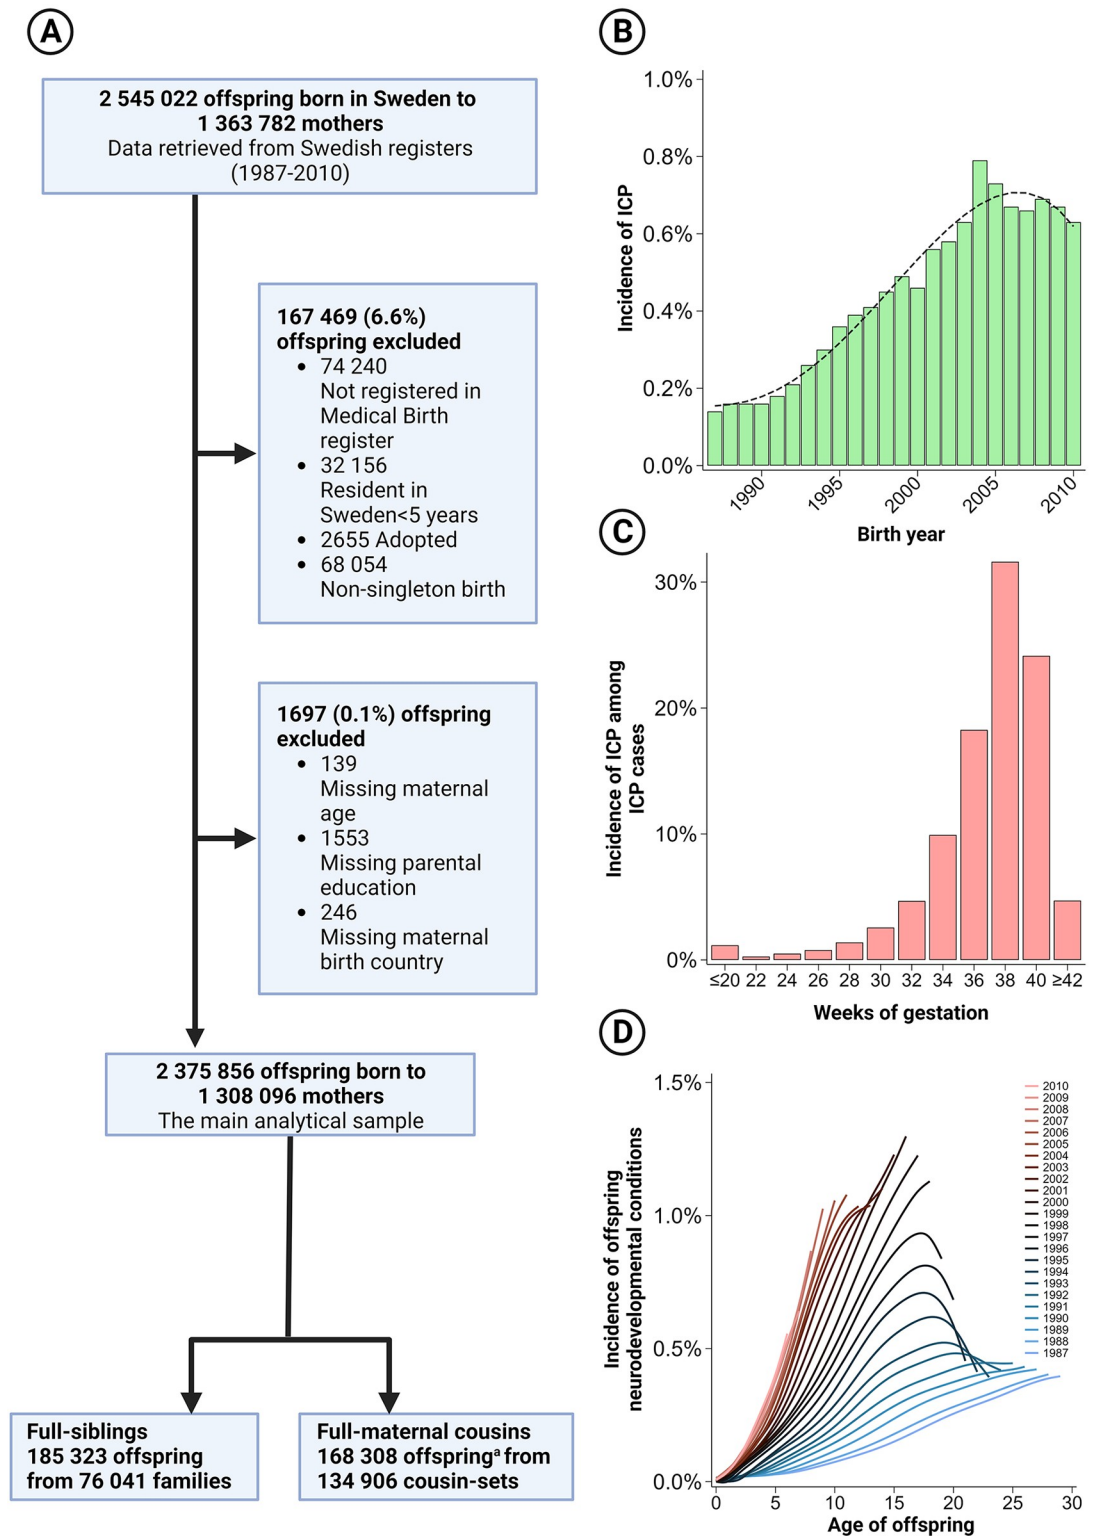 A
2 545 022 offspring born in Sweden to
1 363 782 mothers
Data retrieved from Swedish registers
(1987-2010)
167 469 (6.6%)
offspring excluded
• 74 240
Not registered in
Medical Birth
register
• 32 156
Resident in
Sweden<5 years
• 2655 Adopted
• 68 054
Non-singleton birth
1697 (0.1%) offspring
excluded
• 139
Missing maternal
age
• 1553
Missing parental
education
• 246
Missing maternal
birth country
2 375 856 offspring born to
1 308 096 mothers
The main analytical sample
Full-siblings
185 323 offspring
from 76 041 families
Full-maternal cousins
168 308 offspringᵃ from
134 906 cousin-sets
B
Incidence of ICP
1.0%
0.8%
0.6%
0.4%
0.2%
0.0%
1990 1995 2000 2005 2010
Birth year
C
Incidence of ICP among
ICP cases
30%
20%
10%
0%
≤20 22 24 26 28 30 32 34 36 38 40 ≥42
Weeks of gestation
D
Incidence of offspring
neurodevelopmental conditions
1.5%
1.0%
0.5%
0.0%
2010
2009
2008
2007
2006
2005
2004
2003
2002
2001
2000
1999
1998
1997
1996
1995
1994
1993
1992
1991
1990
1989
1988
1987
0 5 10 15 20 25 30
Age of offspring